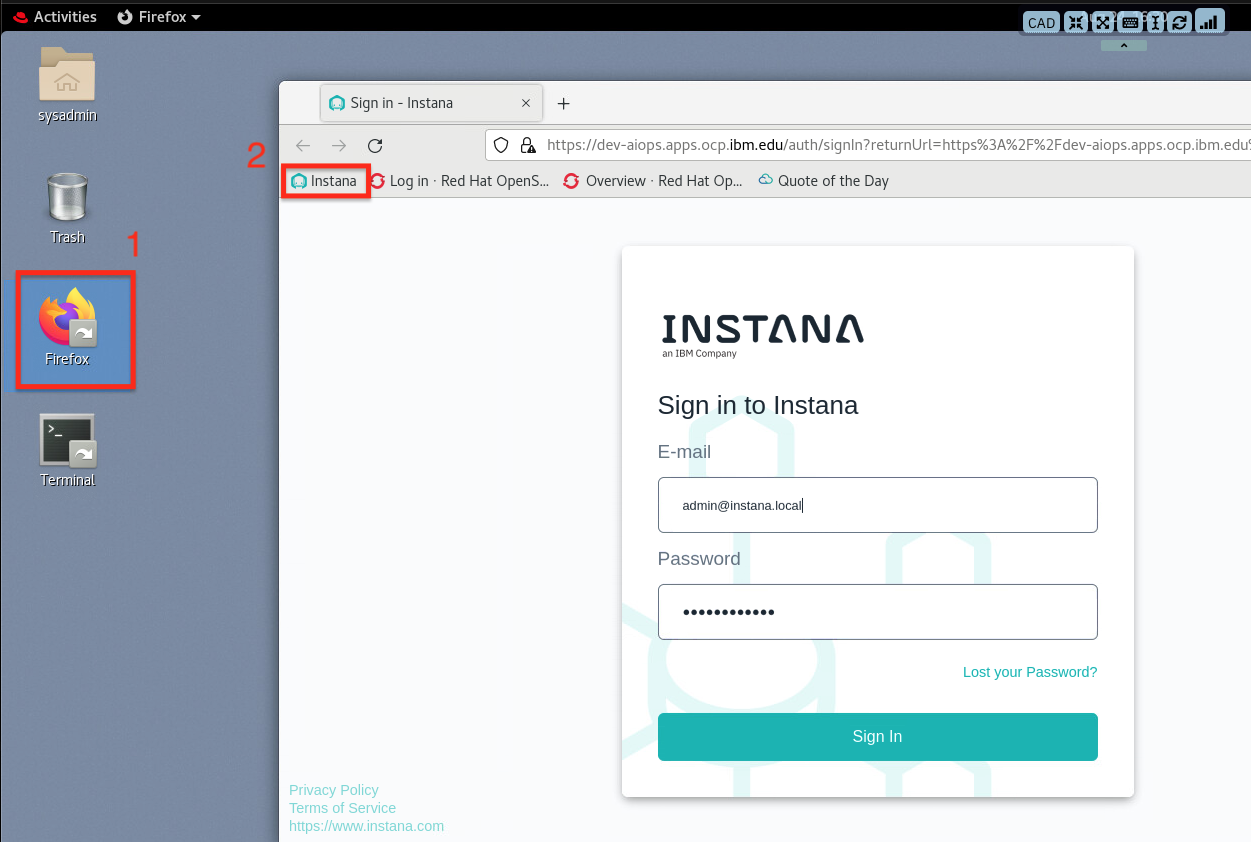 Activities Firefox
CAD
sysadmin
Sign in - Instana
2
https://dev-aiops.apps.ocp.ibm.edu/auth/signIn?returnUrl=https%3A%2F%2Fdev-aiops.apps.ocp.ibm.edu%
Instana Log in · Red Hat OpenS... Overview · Red Hat Op... Quote of the Day
Trash
1
Firefox
>_
Terminal
INSTANA
an IBM Company
Sign in to Instana
E-mail
admin@instana.local
Password
Lost your Password?
Sign In
Privacy Policy
Terms of Service
https://www.instana.com